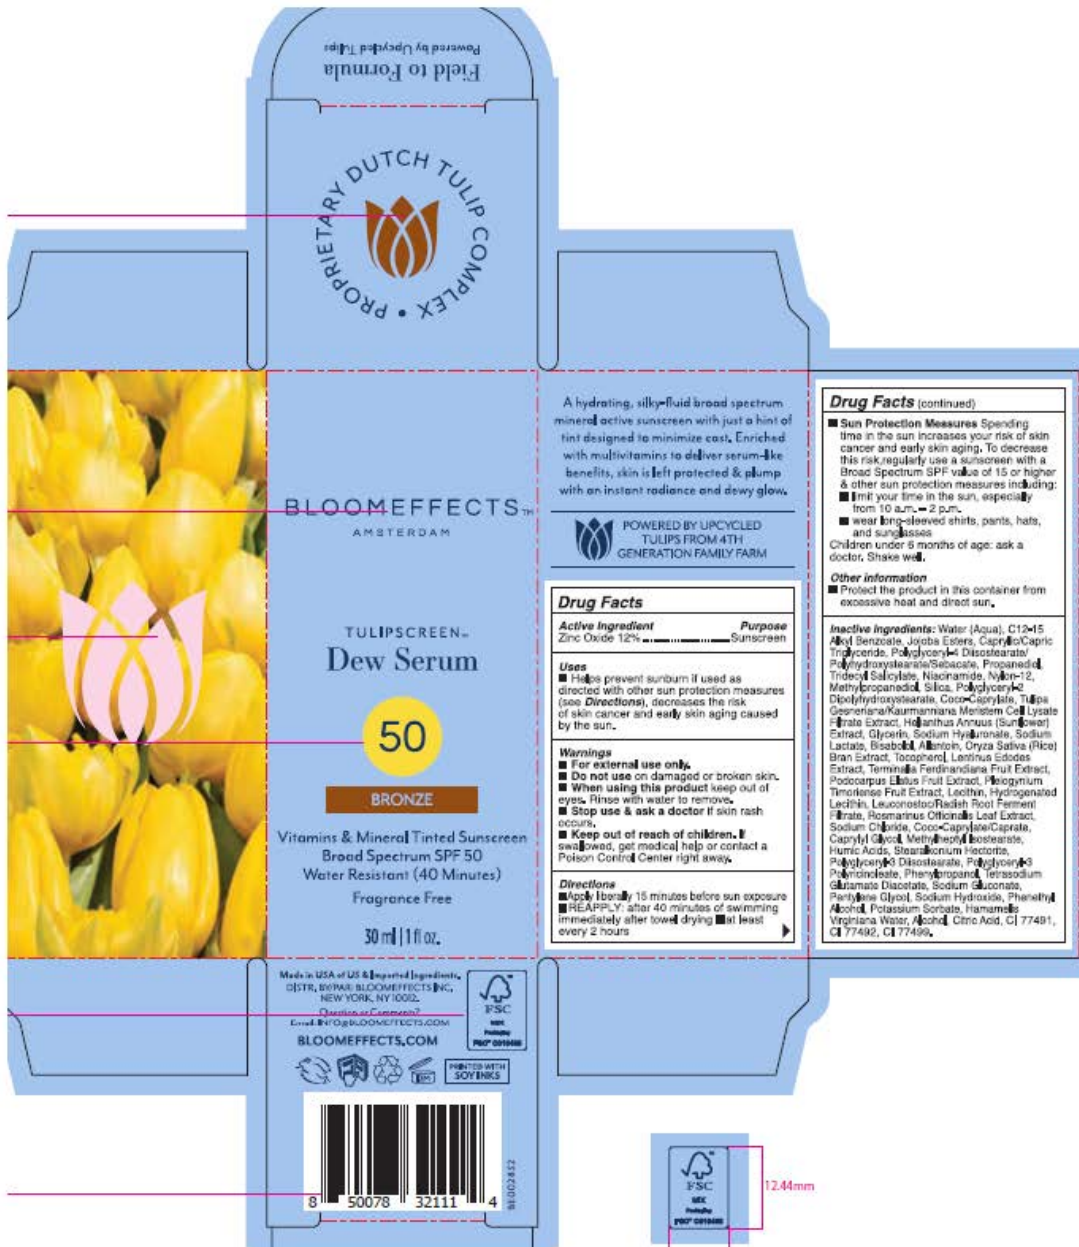 Field to Formula
Powered by Upcycled Tulips
PROPRIETARY DUTCH TULIP COMPLEX •
BLOOMEFFECTS™
AMSTERDAM
TULIPSCREEN™
Dew Serum
50
BRONZE
Vitamins & Mineral Tinted Sunscreen
Broad Spectrum SPF 50
Water Resistant (40 Minutes)
Fragrance Free
30 ml | 1 fl oz.
A hydrating, silky-fluid broad spectrum
mineral active sunscreen with just a hint of
tint designed to minimize cast. Enriched
with multivitamins to deliver serum-like
benefits, skin is left protected & plump
with an instant radiance and dewy glow.
POWERED BY UPCYCLED
TULIPS FROM 4TH
GENERATION FAMILY FARM
Drug Facts
Active Ingredient Purpose
Zinc Oxide 12% Sunscreen
Uses
■ Helps prevent sunburn if used as
directed with other sun protection measures
(see Directions), decreases the risk
of skin cancer and early skin aging caused
by the sun.
Warnings
■ For external use only.
■ Do not use on damaged or broken skin.
■ When using this product keep out of
eyes. Rinse with water to remove.
■ Stop use & ask a doctor if skin rash
occurs.
■ Keep out of reach of children. If
swallowed, get medical help or contact a
Poison Control Center right away.
Directions
■ Apply liberally 15 minutes before sun exposure
■ REAPPLY: after 40 minutes of swimming
immediately after towel drying ■ at least
every 2 hours
Drug Facts (continued)
■ Sun Protection Measures Spending
time in the sun increases your risk of skin
cancer and early skin aging. To decrease
this risk,regularly use a sunscreen with a
Broad Spectrum SPF value of 15 or higher
& other sun protection measures including:
■ limit your time in the sun, especially
from 10 a.m. – 2 p.m.
■ wear long-sleeved shirts, pants, hats,
and sunglasses
Children under 6 months of age: ask a
doctor. Shake well.
Other information
■ Protect the product in this container from
excessive heat and direct sun.
Inactive Ingredients: Water (Aqua), C12-15
Alkyl Benzoate, Jojoba Esters, Caprylic/Capric
Triglyceride, Polyglyceryl-4 Diisostearate/
Polyhydroxystearate/Sebacate, Propanediol,
Tridecyl Salicylate, Niacinamide, Nylon-12,
Methylpropanediol, Silica, Polyglyceryl-2
Dipolyhydroxystearate, Coco-Caprylate, Tulipa
Gesneriana/Kaurmanniana Meristem Cell Lysate
Filtrate Extract, Helianthus Annuus (Sunflower)
Extract, Glycerin, Sodium Hyaluronate, Sodium
Lactate, Bisabolol, Allantoin, Oryza Sativa (Rice)
Bran Extract, Tocopherol, Lentinus Edodes
Extract, Terminalia Ferdinandiana Fruit Extract,
Podocarpus Elatus Fruit Extract, Pleiogynium
Timoriense Fruit Extract, Lecithin, Hydrogenated
Lecithin, Leuconostoc/Radish Root Ferment
Filtrate, Rosmarinus Officinalis Leaf Extract,
Sodium Chloride, Coco-Caprylate/Caprate,
Caprylyl Glycol, Methylheptyl Isostearate,
Humic Acids, Stearalkonium Hectorite,
Polyglyceryl-3 Diisostearate, Polyglyceryl-3
Polyricinoleate, Phenylpropanol, Tetrasodium
Glutamate Diacetate, Sodium Gluconate,
Pentylene Glycol, Sodium Hydroxide, Phenethyl
Alcohol, Potassium Sorbate, Hamamelis
Virginiana Water, Alcohol, Citric Acid, CI 77491,
CI 77492, CI 77499.
Made in USA of US & Imported Ingredients.
DISTR. BY/PAR: BLOOMEFFECTS INC,
NEW YORK, NY 10012.
Question or Comments?
Email: INFO@BLOOMEFFECTS.COM
BLOOMEFFECTS.COM
FSC
MIX
Packaging
PRINTED WITH
SOY INKS
8 50078 32111 4
BE002852
FSC
MIX
Packaging
12.44mm